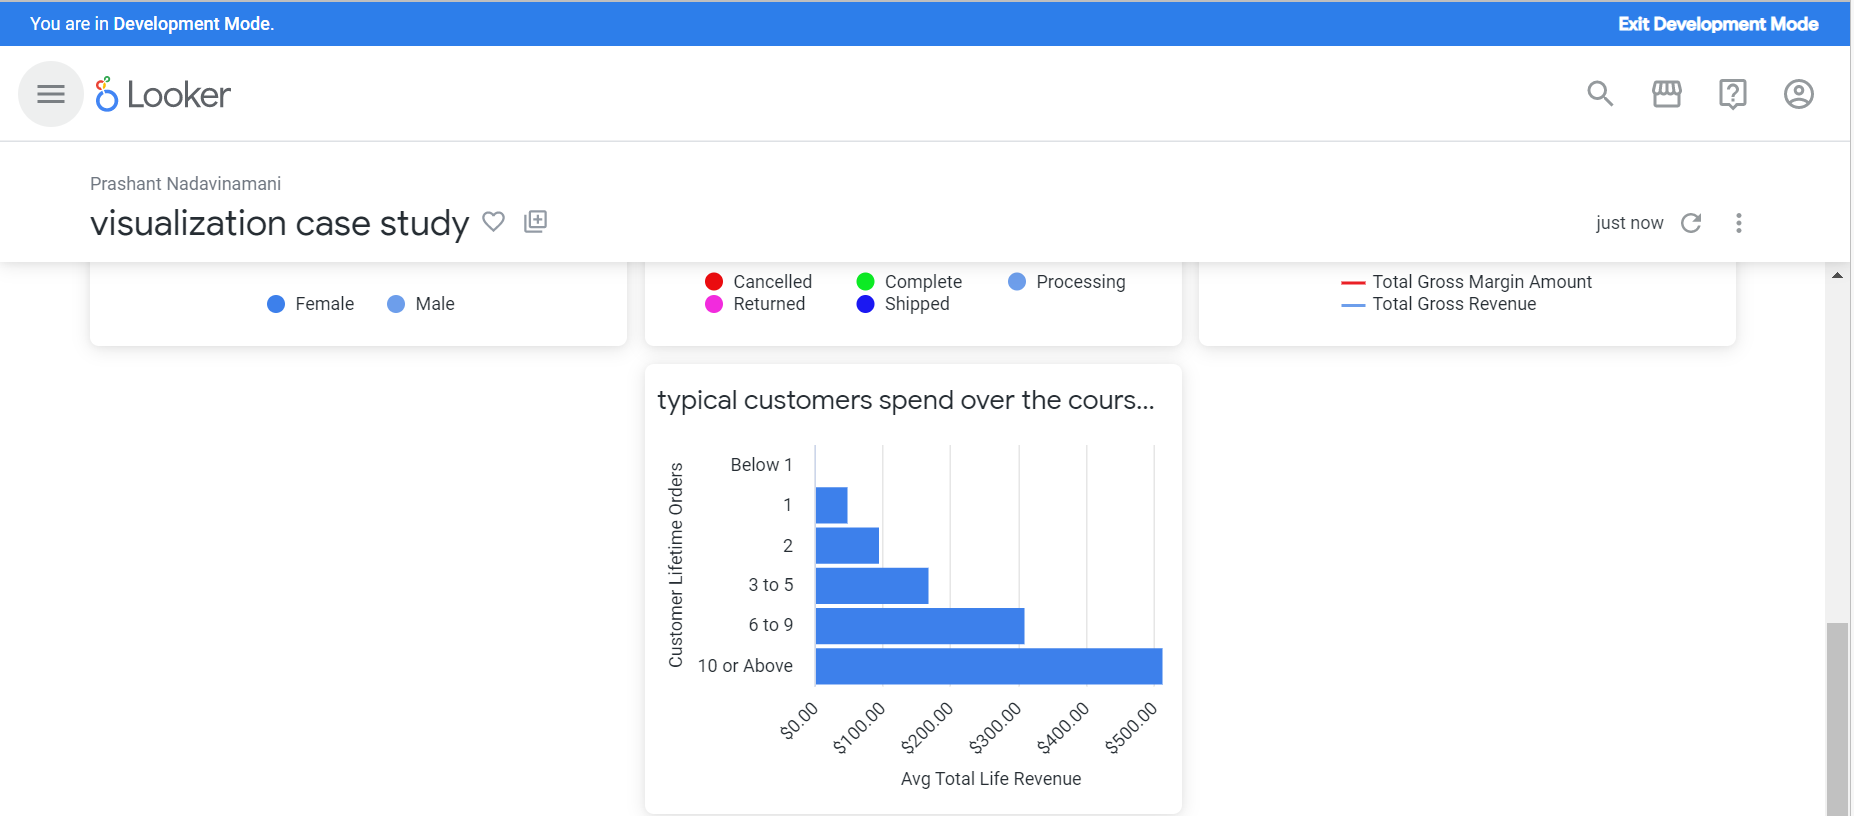 You are in Development Mode.
Exit Development Mode
Looker
Prashant Nadavinamani
visualization case study
just now
Female
Male
Cancelled
Complete
Processing
Returned
Shipped
Total Gross Margin Amount
Total Gross Revenue
typical customers spend over the cours...
Customer Lifetime Orders
Below 1
1
2
3 to 5
6 to 9
10 or Above
$0.00
$100.00
$200.00
$300.00
$400.00
$500.00
Avg Total Life Revenue